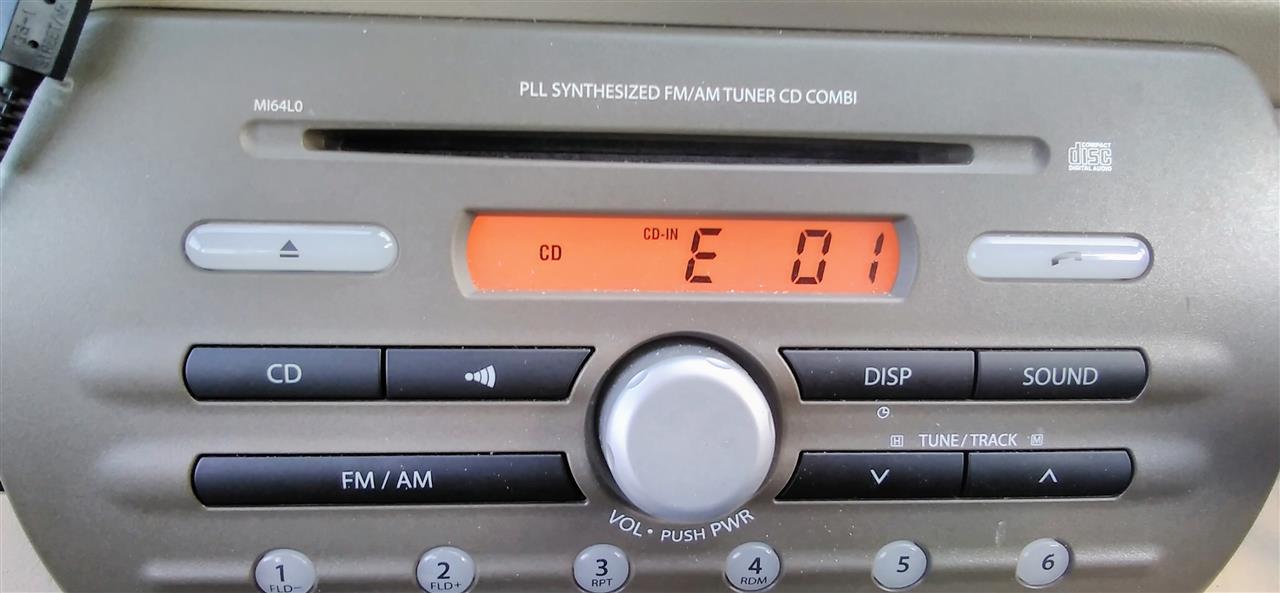 PLL SYNTHESIZED FM/AM TUNER CD COMBI
MI64L0
COMPACT
disc
DIGITAL AUDIO
CD CD-IN E 01
CD
DISP
SOUND
H TUNE/TRACK M
FM / AM
VOL • PUSH PWR
1 2 3 4 5 6
FLD− FLD+ RPT RDM